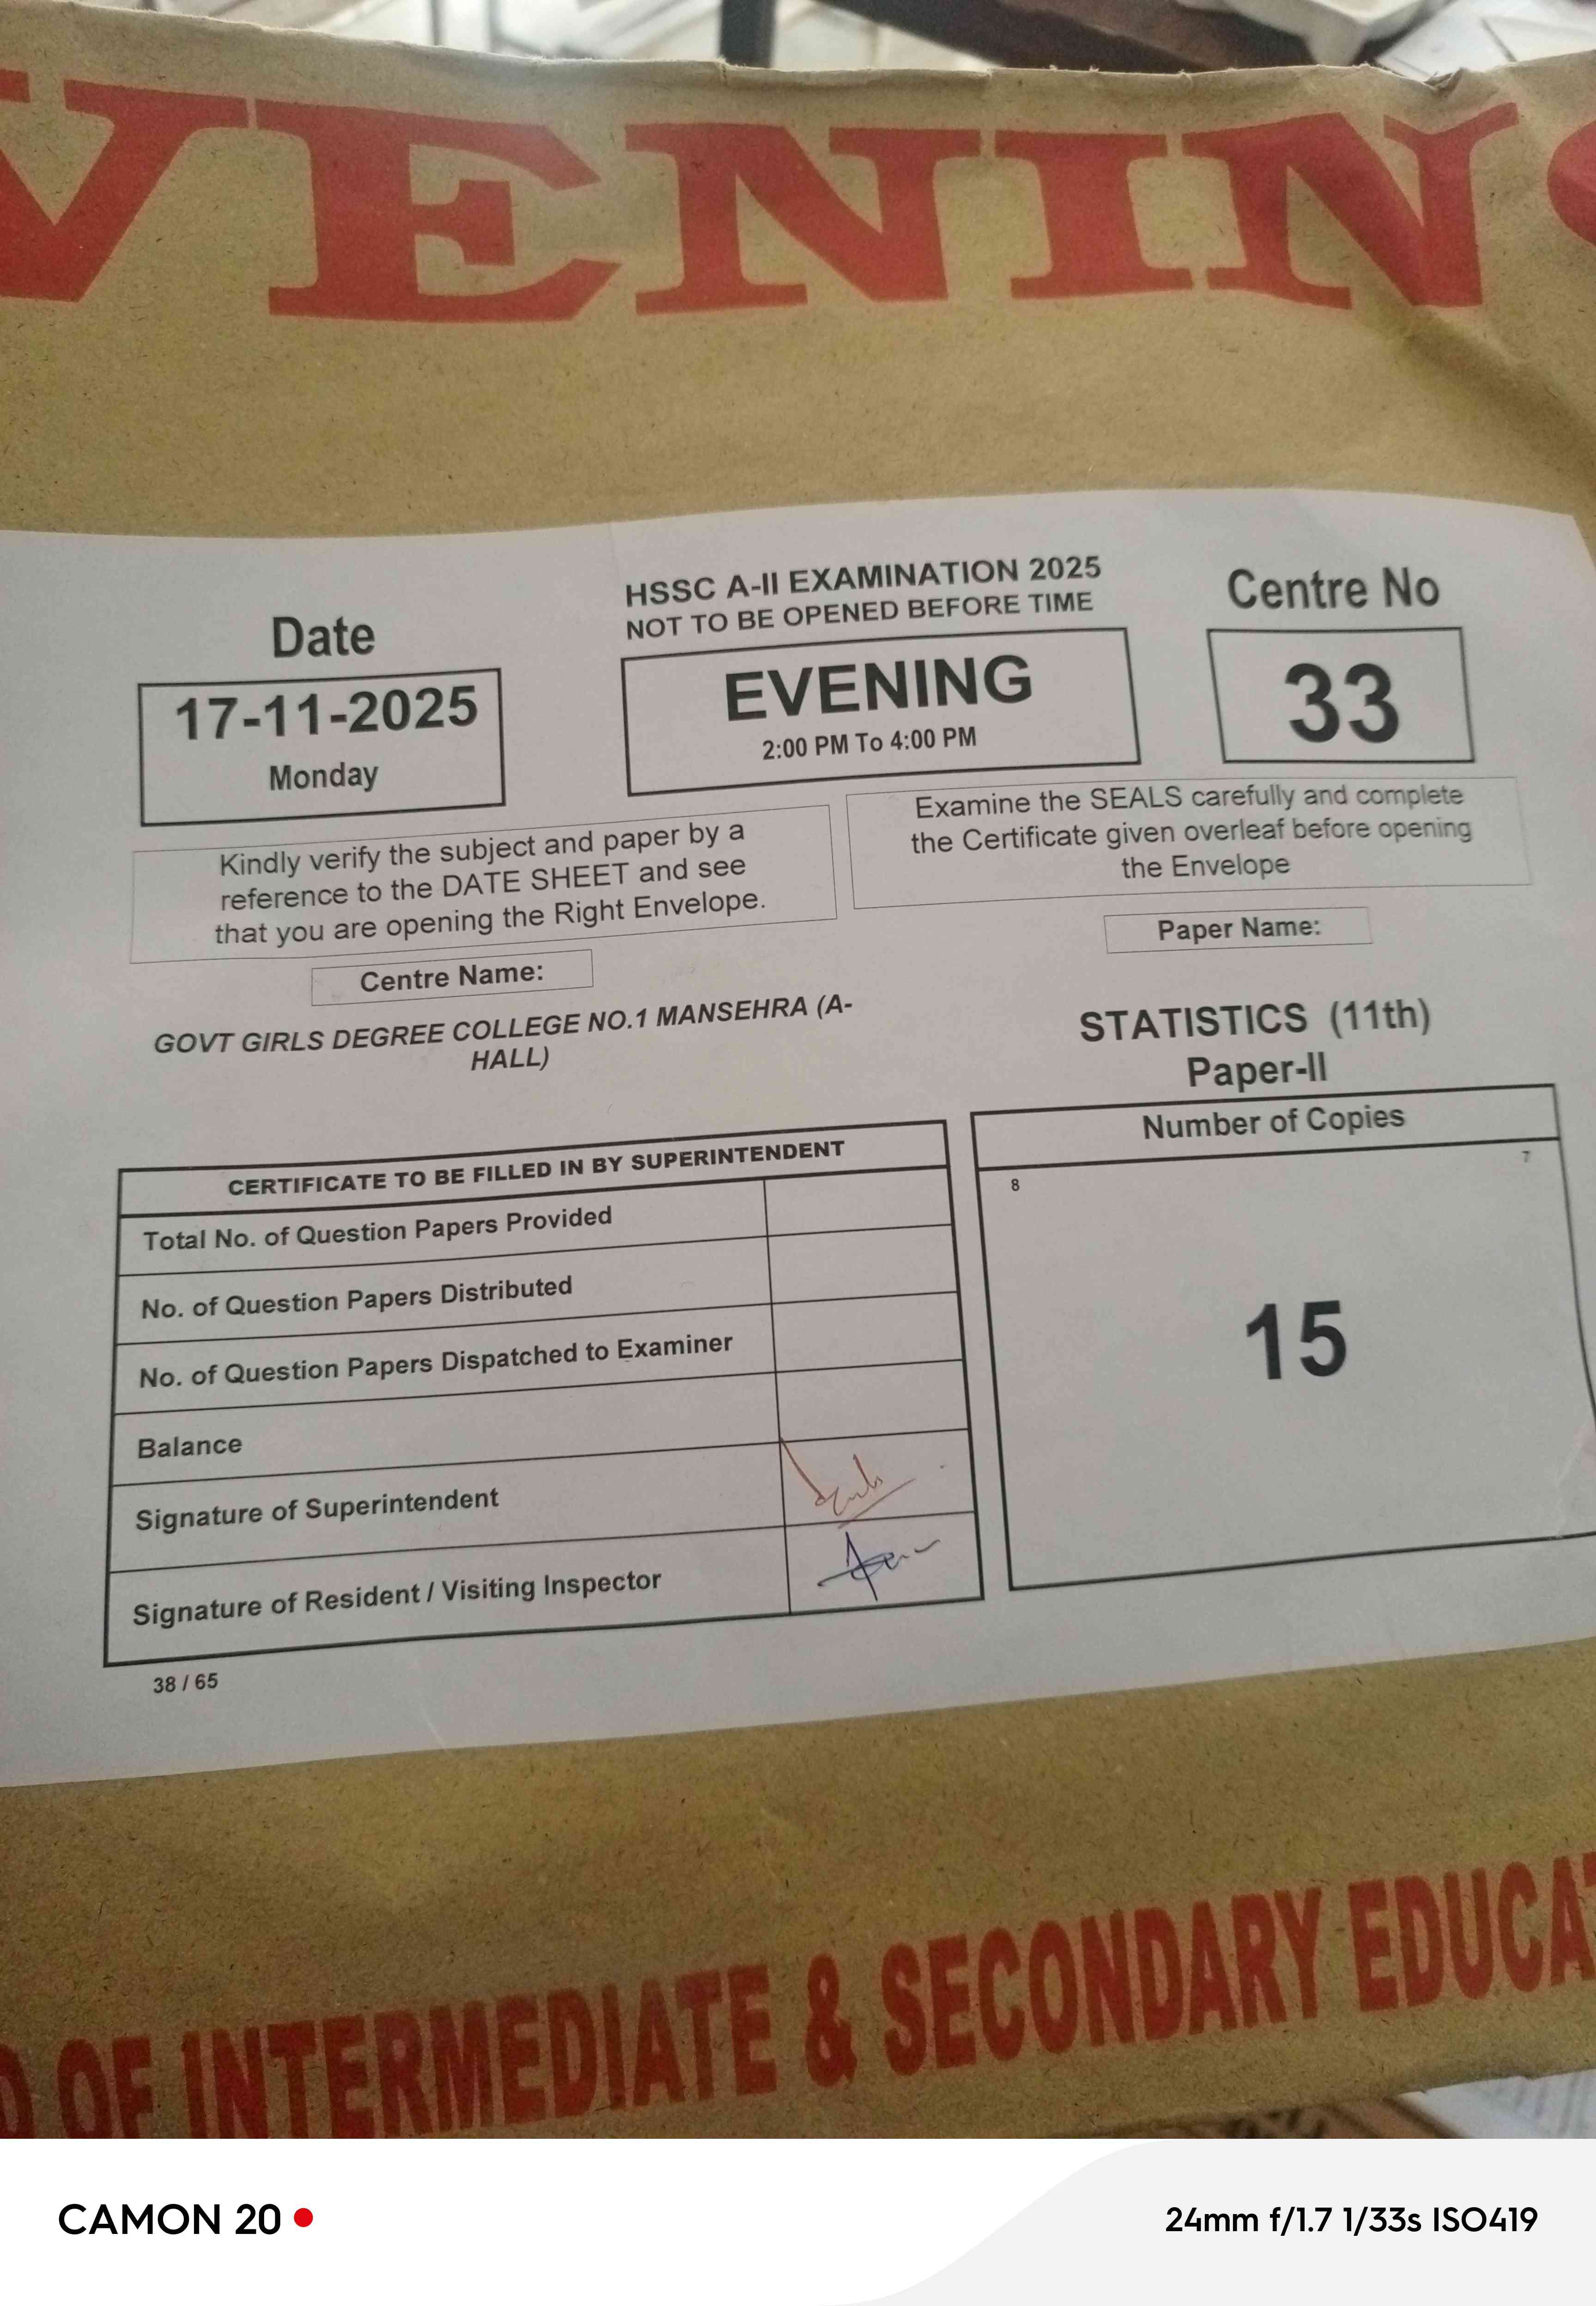 VENIN
HSSC A-II EXAMINATION 2025
NOT TO BE OPENED BEFORE TIME
Date
17-11-2025
Monday
EVENING
2:00 PM To 4:00 PM
Centre No
33
Kindly verify the subject and paper by a
reference to the DATE SHEET and see
that you are opening the Right Envelope.
Examine the SEALS carefully and complete
the Certificate given overleaf before opening
the Envelope
Centre Name:
GOVT GIRLS DEGREE COLLEGE NO.1 MANSEHRA (A-
HALL)
Paper Name:
STATISTICS (11th)
Paper-II
CERTIFICATE TO BE FILLED IN BY SUPERINTENDENT
Total No. of Question Papers Provided
No. of Question Papers Distributed
No. of Question Papers Dispatched to Examiner
Balance
Signature of Superintendent
Signature of Resident / Visiting Inspector
Number of Copies
8 7
15
38 / 65
D OF INTERMEDIATE & SECONDARY EDUCAT
CAMON 20
24mm f/1.7 1/33s ISO419